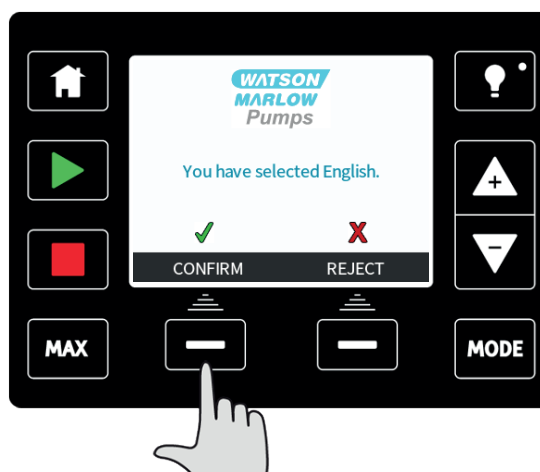 WATSON
MARLOW
Pumps
You have selected English.
CONFIRM REJECT
MAX
MODE